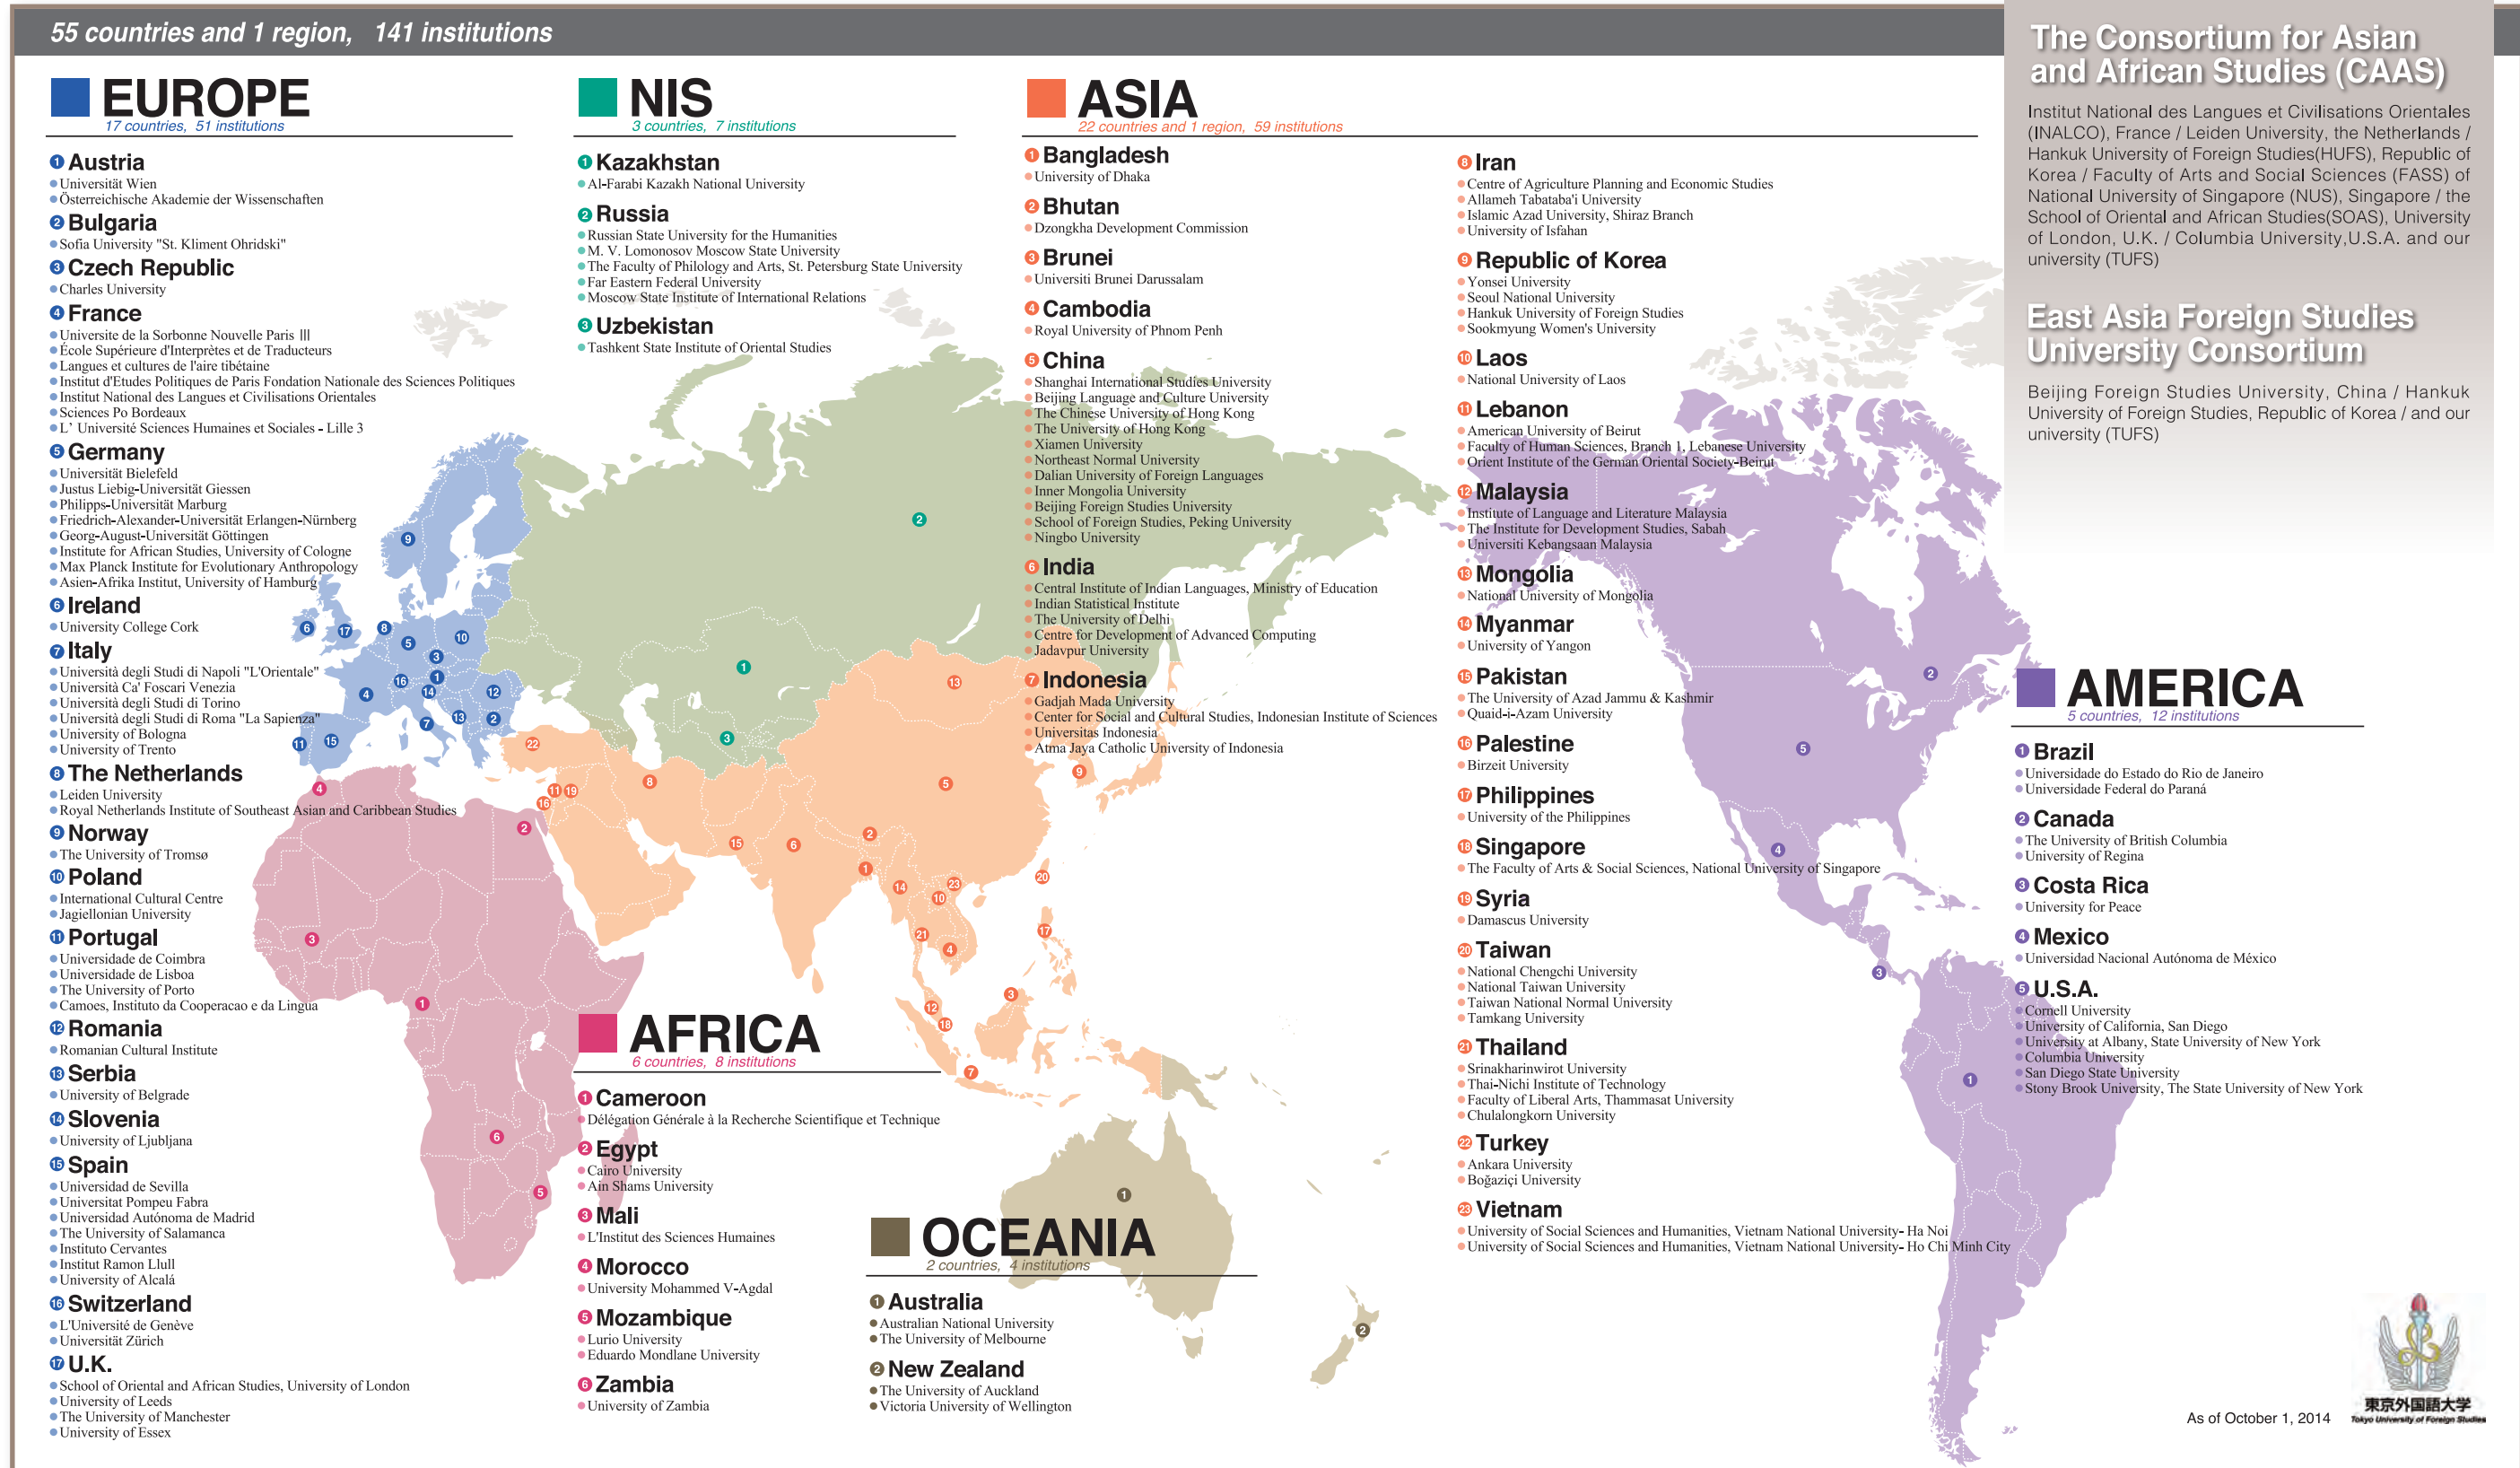 55 countries and 1 region, 141 institutions
EUROPE
17 countries, 51 institutions
1 Austria
Universität Wien
Österreichische Akademie der Wissenschaften
2 Bulgaria
Sofia University "St. Kliment Ohridski"
3 Czech Republic
Charles University
4 France
Universite de la Sorbonne Nouvelle Paris III
École Supérieure d'Interprètes et de Traducteurs
Langues et cultures de l'aire tibétaine
Institut d'Etudes Politiques de Paris Fondation Nationale des Sciences Politiques
Institut National des Langues et Civilisations Orientales
Sciences Po Bordeaux
L' Université Sciences Humaines et Sociales - Lille 3
5 Germany
Universität Bielefeld
Justus Liebig-Universität Giessen
Philipps-Universität Marburg
Friedrich-Alexander-Universität Erlangen-Nürnberg
Georg-August-Universität Göttingen
Institute for African Studies, University of Cologne
Max Planck Institute for Evolutionary Anthropology
Asien-Afrika Institut, University of Hamburg
6 Ireland
University College Cork
7 Italy
Università degli Studi di Napoli "L'Orientale"
Università Ca' Foscari Venezia
Università degli Studi di Torino
Università degli Studi di Roma "La Sapienza"
University of Bologna
University of Trento
8 The Netherlands
Leiden University
Royal Netherlands Institute of Southeast Asian and Caribbean Studies
9 Norway
The University of Tromsø
10 Poland
International Cultural Centre
Jagiellonian University
11 Portugal
Universidade de Coimbra
Universidade de Lisboa
The University of Porto
Camoes, Instituto da Cooperacao e da Lingua
12 Romania
Romanian Cultural Institute
13 Serbia
University of Belgrade
14 Slovenia
University of Ljubljana
15 Spain
Universidad de Sevilla
Universitat Pompeu Fabra
Universidad Autónoma de Madrid
The University of Salamanca
Instituto Cervantes
Institut Ramon Llull
University of Alcalá
16 Switzerland
L'Université de Genève
Universität Zürich
17 U.K.
School of Oriental and African Studies, University of London
University of Leeds
The University of Manchester
University of Essex
NIS
3 countries, 7 institutions
1 Kazakhstan
Al-Farabi Kazakh National University
2 Russia
Russian State University for the Humanities
M. V. Lomonosov Moscow State University
The Faculty of Philology and Arts, St. Petersburg State University
Far Eastern Federal University
Moscow State Institute of International Relations
3 Uzbekistan
Tashkent State Institute of Oriental Studies
ASIA
22 countries and 1 region, 59 institutions
1 Bangladesh
University of Dhaka
2 Bhutan
Dzongkha Development Commission
3 Brunei
Universiti Brunei Darussalam
4 Cambodia
Royal University of Phnom Penh
5 China
Shanghai International Studies University
Beijing Language and Culture University
The Chinese University of Hong Kong
The University of Hong Kong
Xiamen University
Northeast Normal University
Dalian University of Foreign Languages
Inner Mongolia University
Beijing Foreign Studies University
School of Foreign Studies, Peking University
Ningbo University
6 India
Central Institute of Indian Languages, Ministry of Education
Indian Statistical Institute
The University of Delhi
Centre for Development of Advanced Computing
Jadavpur University
7 Indonesia
Gadjah Mada University
Center for Social and Cultural Studies, Indonesian Institute of Sciences
Universitas Indonesia
Atma Jaya Catholic University of Indonesia
8 Iran
Centre of Agriculture Planning and Economic Studies
Allameh Tabataba'i University
Islamic Azad University, Shiraz Branch
University of Isfahan
9 Republic of Korea
Yonsei University
Seoul National University
Hankuk University of Foreign Studies
Sookmyung Women's University
10 Laos
National University of Laos
11 Lebanon
American University of Beirut
Faculty of Human Sciences, Branch 1, Lebanese University
Orient Institute of the German Oriental Society-Beirut
12 Malaysia
Institute of Language and Literature Malaysia
The Institute for Development Studies, Sabah
Universiti Kebangsaan Malaysia
13 Mongolia
National University of Mongolia
14 Myanmar
University of Yangon
15 Pakistan
The University of Azad Jammu & Kashmir
Quaid-i-Azam University
16 Palestine
Birzeit University
17 Philippines
University of the Philippines
18 Singapore
The Faculty of Arts & Social Sciences, National University of Singapore
19 Syria
Damascus University
20 Taiwan
National Chengchi University
National Taiwan University
Taiwan National Normal University
Tamkang University
21 Thailand
Srinakharinwirot University
Thai-Nichi Institute of Technology
Faculty of Liberal Arts, Thammasat University
Chulalongkorn University
22 Turkey
Ankara University
Boğaziçi University
23 Vietnam
University of Social Sciences and Humanities, Vietnam National University- Ha Noi
University of Social Sciences and Humanities, Vietnam National University- Ho Chi Minh City
AFRICA
6 countries, 8 institutions
1 Cameroon
Délégation Générale à la Recherche Scientifique et Technique
2 Egypt
Cairo University
Ain Shams University
3 Mali
L'Institut des Sciences Humaines
4 Morocco
University Mohammed V-Agdal
5 Mozambique
Lurio University
Eduardo Mondlane University
6 Zambia
University of Zambia
OCEANIA
2 countries, 4 institutions
1 Australia
Australian National University
The University of Melbourne
2 New Zealand
The University of Auckland
Victoria University of Wellington
The Consortium for Asian
and African Studies (CAAS)
Institut National des Langues et Civilisations Orientales
(INALCO), France / Leiden University, the Netherlands /
Hankuk University of Foreign Studies(HUFS), Republic of
Korea / Faculty of Arts and Social Sciences (FASS) of
National University of Singapore (NUS), Singapore / the
School of Oriental and African Studies(SOAS), University
of London, U.K. / Columbia University,U.S.A. and our
university (TUFS)
East Asia Foreign Studies
University Consortium
Beijing Foreign Studies University, China / Hankuk
University of Foreign Studies, Republic of Korea / and our
university (TUFS)
AMERICA
5 countries, 12 institutions
1 Brazil
Universidade do Estado do Rio de Janeiro
Universidade Federal do Paraná
2 Canada
The University of British Columbia
University of Regina
3 Costa Rica
University for Peace
4 Mexico
Universidad Nacional Autónoma de México
5 U.S.A.
Cornell University
University of California, San Diego
University at Albany, State University of New York
Columbia University
San Diego State University
Stony Brook University, The State University of New York
As of October 1, 2014
東京外国語大学
Tokyo University of Foreign Studies